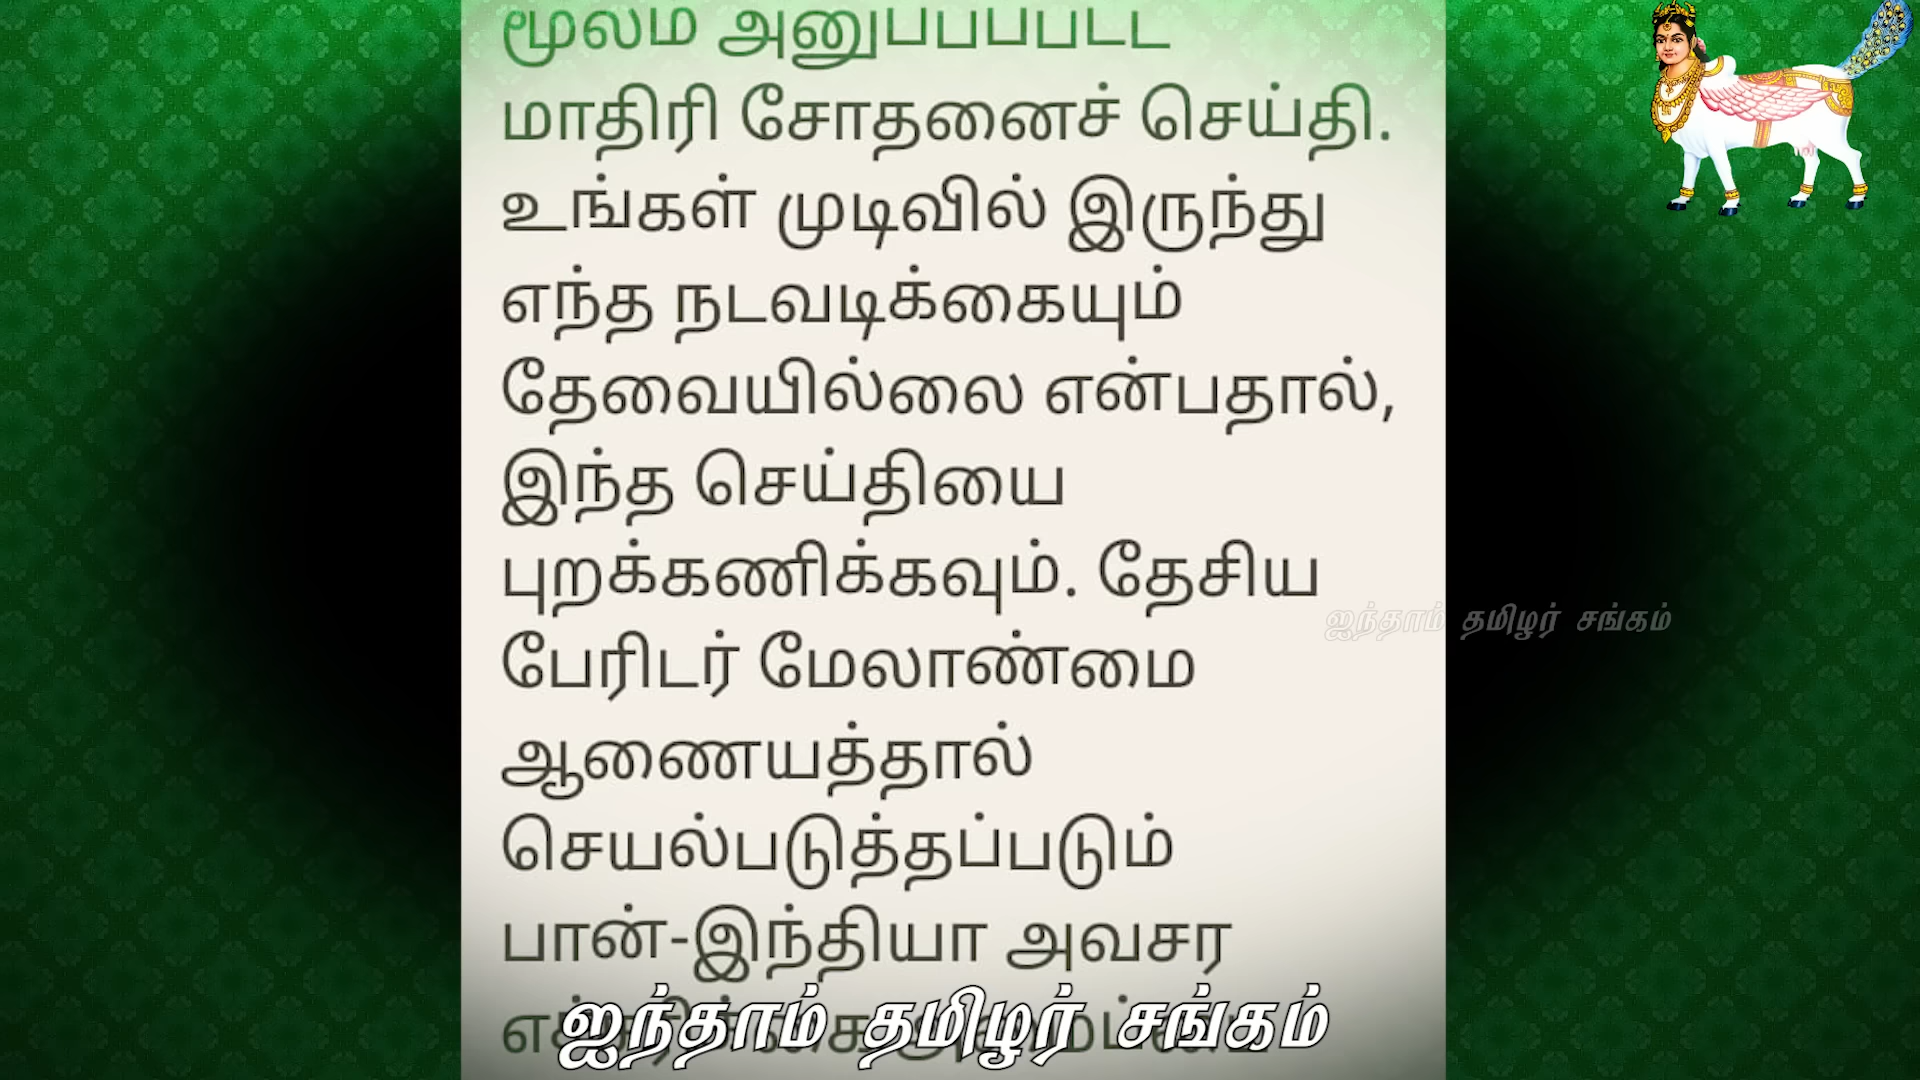 மூலம் அனுப்பப்பட்ட
மாதிரி சோதனைச் செய்தி.
உங்கள் முடிவில் இருந்து
எந்த நடவடிக்கையும்
தேவையில்லை என்பதால்,
இந்த செய்தியை
புறக்கணிக்கவும். தேசிய
ஐந்தாம் தமிழர் சங்கம்
பேரிடர் மேலாண்மை
ஆணையத்தால்
செயல்படுத்தப்படும்
பான்-இந்தியா அவசர
ஐந்தாம் தமிழர் சங்கம்